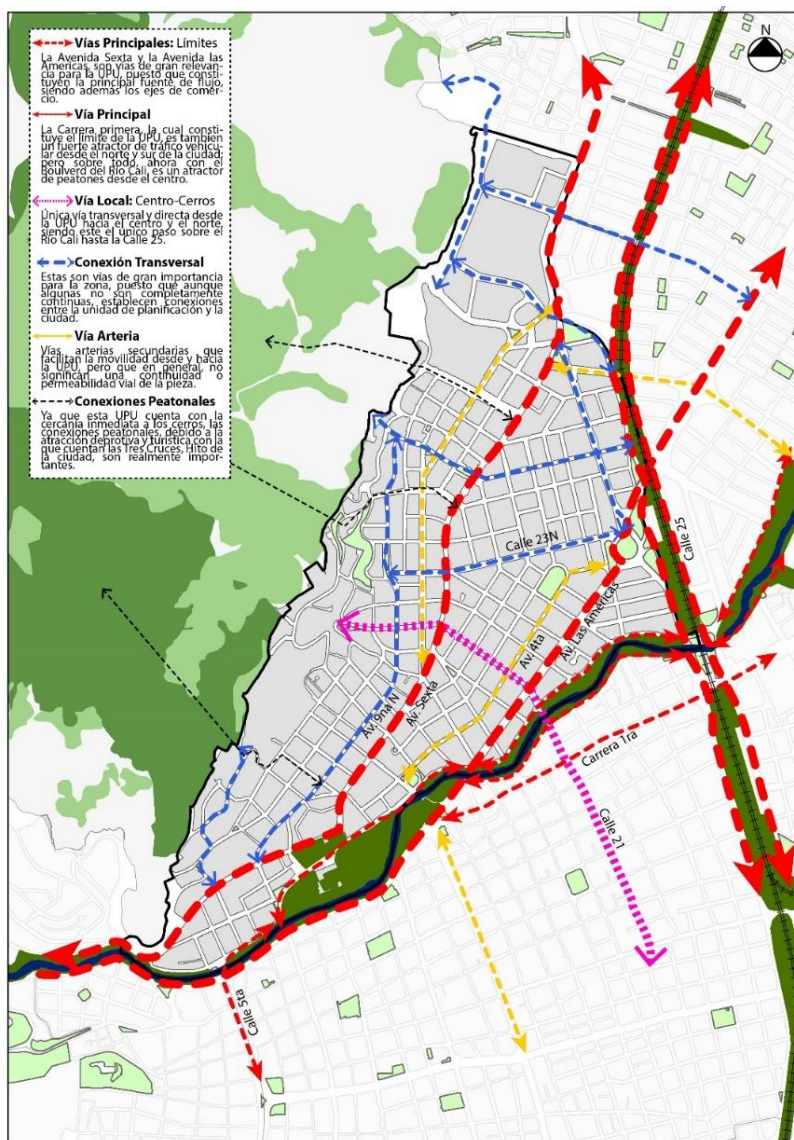 N
Vías Principales: Límites
La Avenida Sexta y la Avenida las
Americas, son vías de gran relevan-
cia para la UPU, puesto que consti-
tuyen la principal fuente de flujo,
siendo además los ejes de comer-
cio.
Vía Principal
La Carrera primera, la cual consti-
tuye el límite de la UPU, es tambien
un fuerte atractor de tráfico vehicu-
lar desde el norte y sur de la ciudad;
pero sobre todo, ahora con el
Boulverd del Río Cali, es un atractor
de peatones desde el centro.
Vía Local: Centro-Cerros
Única vía transversal y directa desde
la UPU hacia el centro y el norte,
siendo este el único paso sobre el
Río Cali hasta la Calle 25.
Conexión Transversal
Estas son vías de gran importancia
para la zona, puesto que aunque
algunas no son completamente
continuas, establecen conexiones
entre la unidad de planificación y la
ciudad.
Vía Arteria
Vías arterias secundarias que
facilitan la movilidad desde y hacia
la UPU, pero que en general, no
significan una continuidad o
permeabilidad vial de la pieza.
Conexiones Peatonales
Ya que esta UPU cuenta con la
cercanía inmediata a los cerros, las
conexiones peatonales, debido a la
atracción deprotiva y turística con la
que cuentan las Tres Cruces, Hito de
la ciudad, son realmente impor-
tantes.
Calle 23N
Calle 25
Av. 9na N
Av. Sexta
Av. 4ta
Av. Las Américas
Carrera 1ra
Calle 21
Calle 5ta